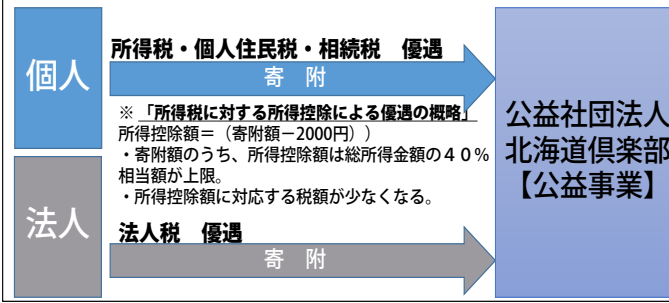 個人
所得税・個人住民税・相続税　優遇
寄　附
※ 「所得税に対する所得控除による優遇の概略」
所得控除額＝（寄附額－2000円））
・寄附額のうち、所得控除額は総所得金額の４０%
相当額が上限。
・所得控除額に対応する税額が少なくなる。
法人
法人税　優遇
寄　附
公益社団法人
北海道倶楽部
【公益事業】